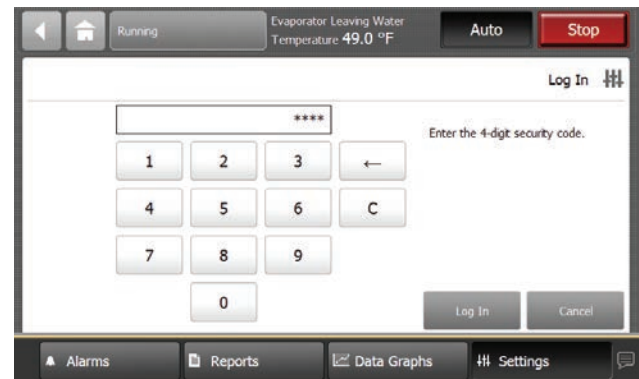 Running
Evaporator Leaving Water
Temperature 49.0 °F
Auto
Stop
Log In
****
Enter the 4-digit security code.
1 2 3 ←
4 5 6 C
7 8 9
0
Log In
Cancel
Alarms
Reports
Data Graphs
Settings